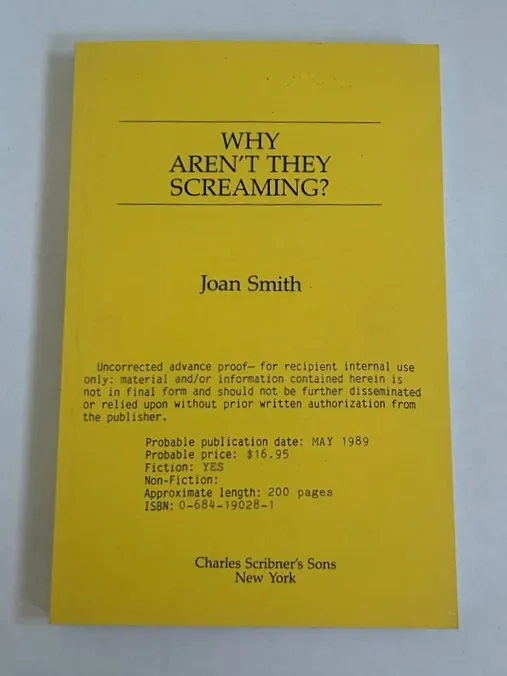 WHY
AREN'T THEY
SCREAMING?
Joan Smith
Uncorrected advance proof— for recipient internal use
only: material and/or information contained herein is
not in final form and should not be further disseminated
or relied upon without prior written authorization from
the publisher.
Probable publication date: MAY 1989
Probable price: $16.95
Fiction: YES
Non-Fiction:
Approximate length: 200 pages
ISBN: 0-684-19028-1
Charles Scribner's Sons
New York